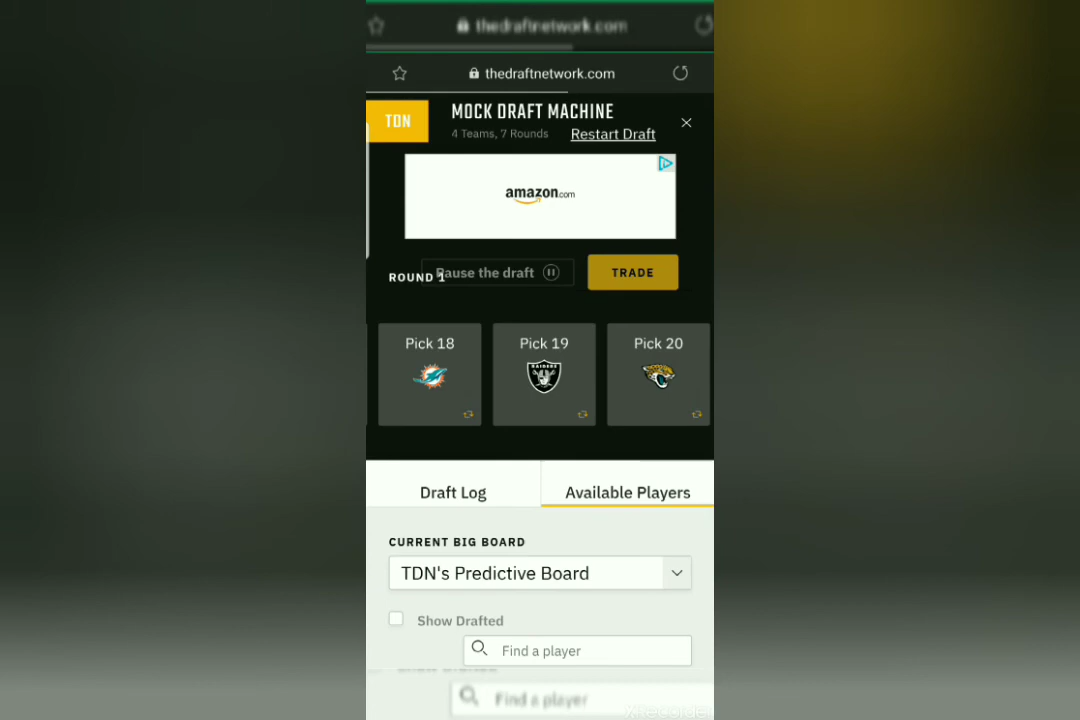 thedraftnetwork.com
thedraftnetwork.com
TDN
MOCK DRAFT MACHINE
4 Teams, 7 Rounds
Restart Draft
amazon.com
ROUND 1
Pause the draft
TRADE
Pick 18
Pick 19
Pick 20
RAIDERS
Draft Log
Available Players
CURRENT BIG BOARD
TDN's Predictive Board
Show Drafted
Find a player
Find a player